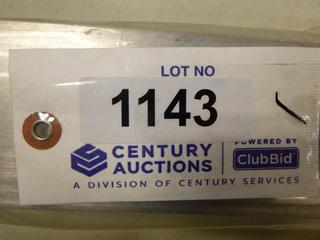 LOT NO
1143
CENTURY AUCTIONS
POWERED BY
ClubBid
A DIVISION OF CENTURY SERVICES